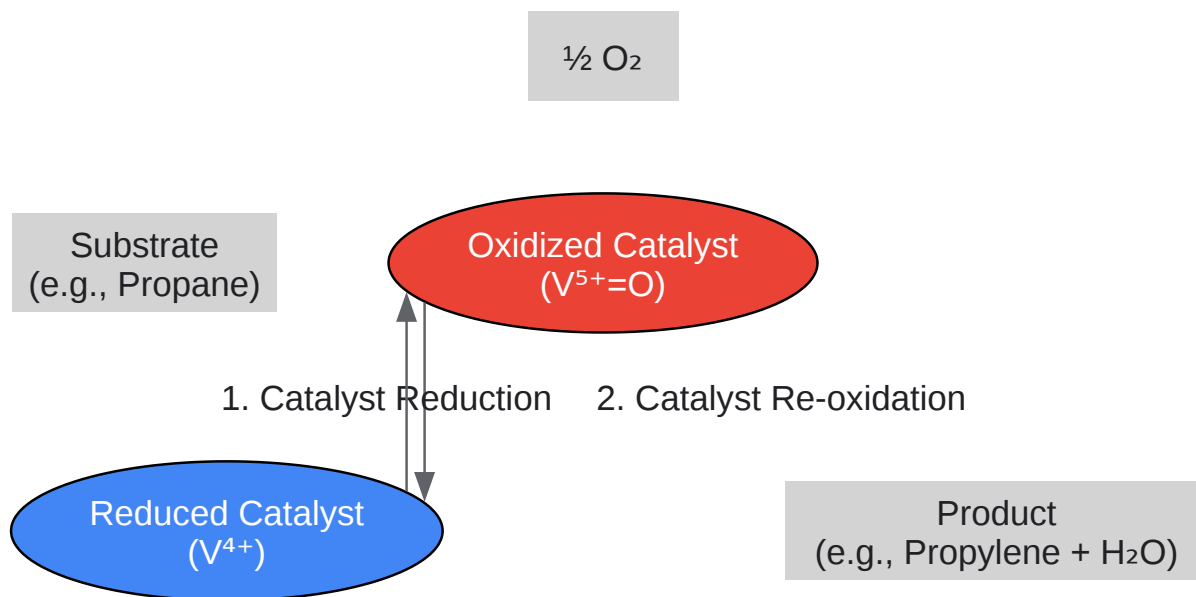 ½ O₂
Substrate
(e.g., Propane)
Oxidized Catalyst
(V⁵⁺=O)
1. Catalyst Reduction
2. Catalyst Re-oxidation
Reduced Catalyst
(V⁴⁺)
Product
(e.g., Propylene + H₂O)